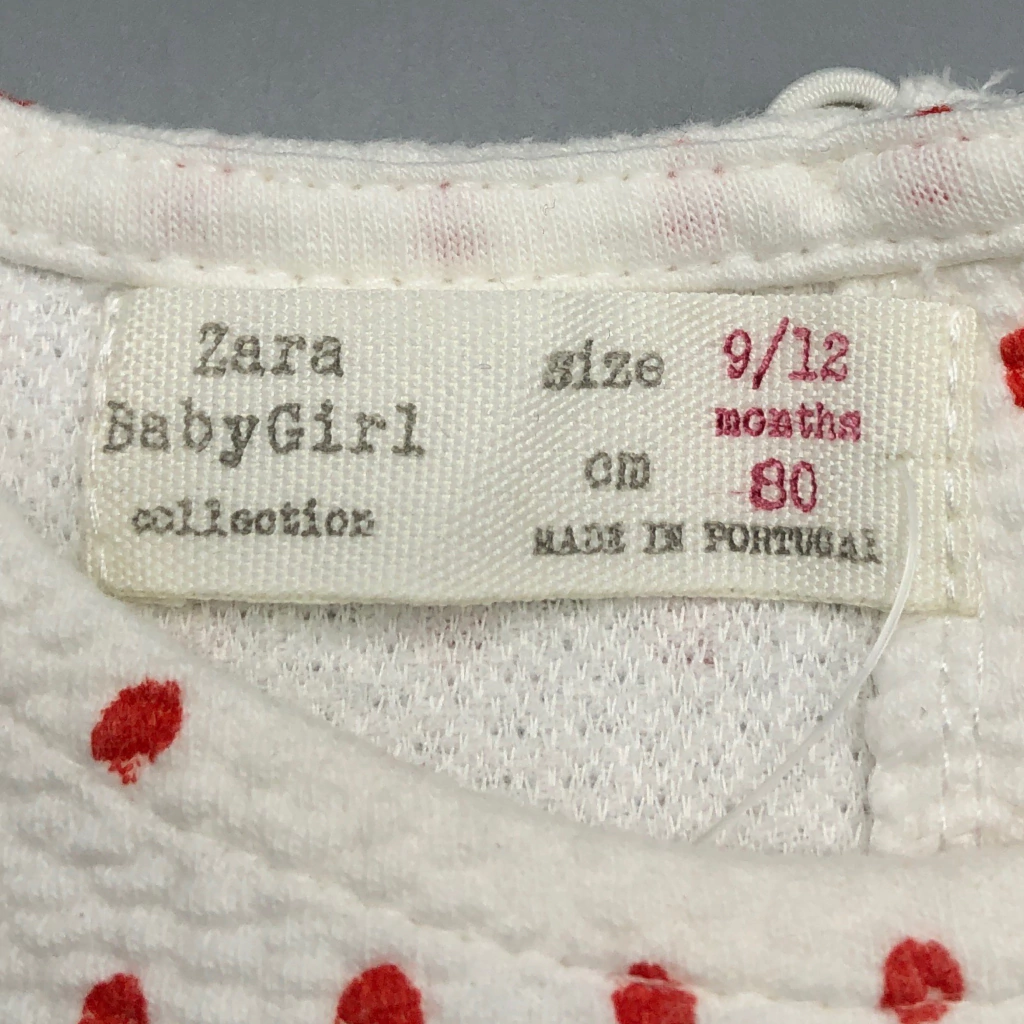 Zara
BabyGirl
collection
size 9/12
months
cm 80
MADE IN PORTUGAL